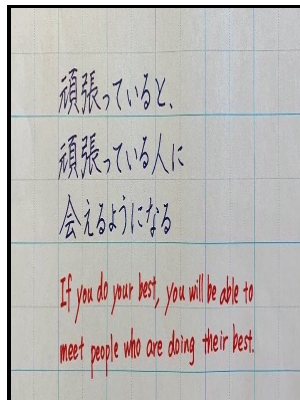 頑張っていると、
頑張っている人に
会えるようになる
If you do your best, you will be able to
meet people who are doing their best.